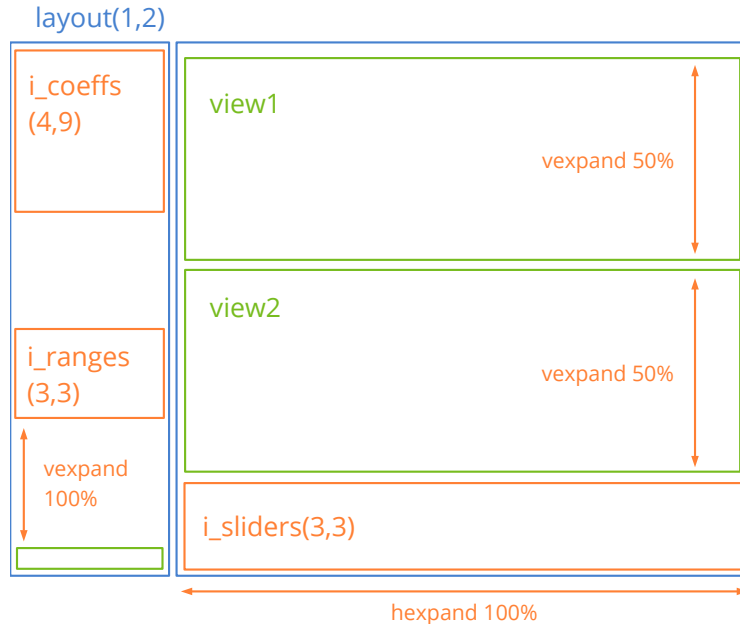 layout(1,2)
i_coeffs
(4,9)
i_ranges
(3,3)
vexpand
100%
view1
vexpand 50%
view2
vexpand 50%
i_sliders(3,3)
hexpand 100%